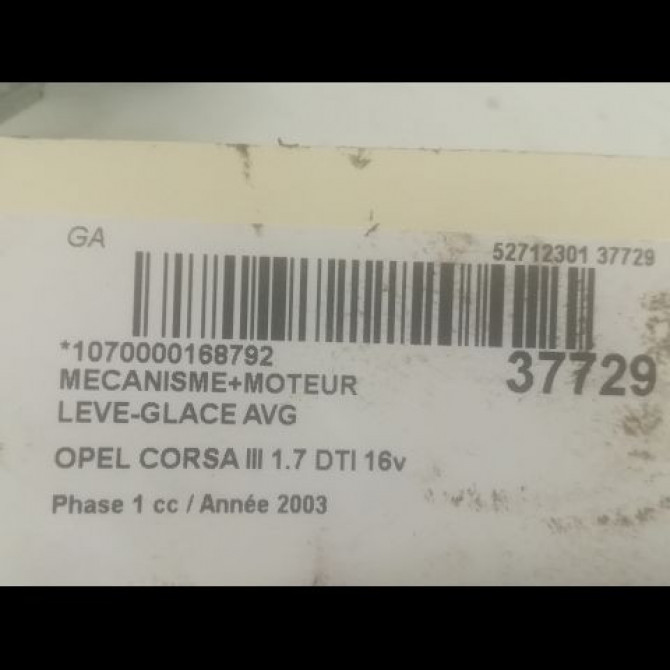 GA
52712301 37729
*1070000168792
37729
MECANISME+MOTEUR
LEVE-GLACE AVG
OPEL CORSA III 1.7 DTI 16v
Phase 1 cc / Année 2003